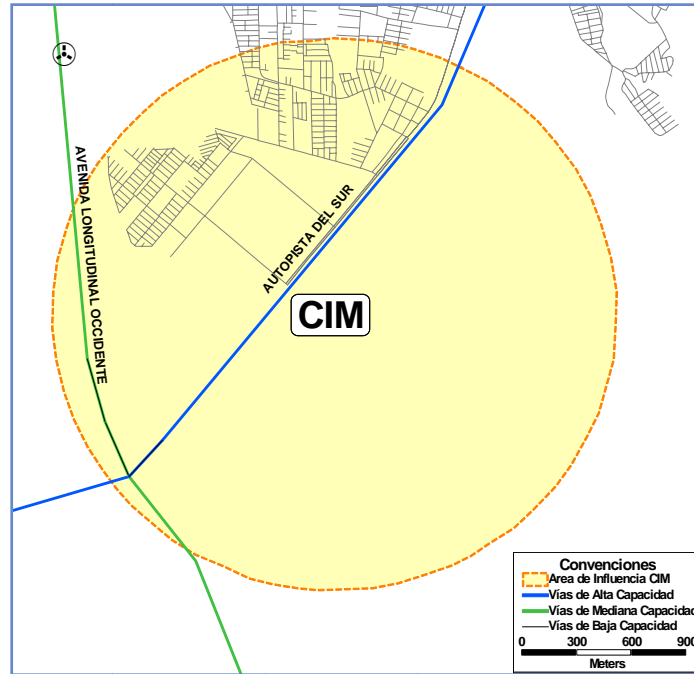 AVENIDA LONGITUDINAL OCCIDENTE
AUTOPISTA DEL SUR
CIM
Convenciones
Area de Influencia CIM
Vías de Alta Capacidad
Vías de Mediana Capacidad
Vías de Baja Capacidad
0 300 600 900
Meters